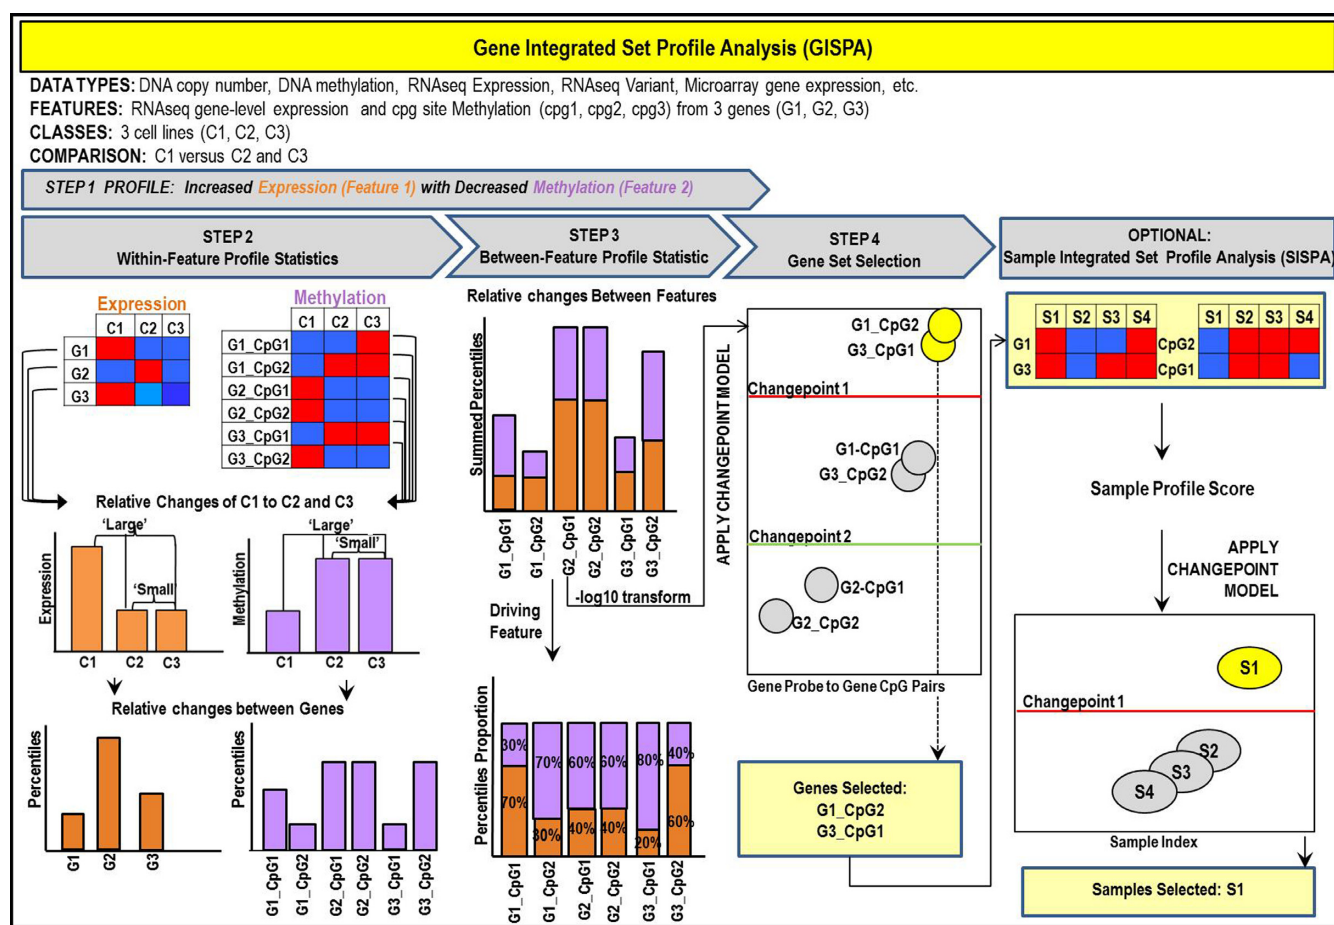 Gene Integrated Set Profile Analysis (GISPA)
DATA TYPES: DNA copy number, DNA methylation, RNAseq Expression, RNAseq Variant, Microarray gene expression, etc.
FEATURES: RNAseq gene-level expression and cpg site Methylation (cpg1, cpg2, cpg3) from 3 genes (G1, G2, G3)
CLASSES: 3 cell lines (C1, C2, C3)
COMPARISON: C1 versus C2 and C3
STEP 1 PROFILE: Increased Expression (Feature 1) with Decreased Methylation (Feature 2)
STEP 2
Within-Feature Profile Statistics
Expression
C1 C2 C3
G1
G2
G3
Methylation
C1 C2 C3
G1_CpG1
G1_CpG2
G2_CpG1
G2_CpG2
G3_CpG1
G3_CpG2
Relative Changes of C1 to C2 and C3
Expression
'Large'
'Small'
C1 C2 C3
Methylation
'Large'
'Small'
C1 C2 C3
Relative changes between Genes
Percentiles
G1 G2 G3
Percentiles
G1_CpG1 G1_CpG2 G2_CpG1 G2_CpG2 G3_CpG1 G3_CpG2
STEP 3
Between-Feature Profile Statistic
Relative changes Between Features
Summed Percentiles
G1_CpG1 G1_CpG2 G2_CpG1 G2_CpG2 G3_CpG1 G3_CpG2
-log10 transform
Driving
Feature
Percentiles Proportion
30% 70% 60% 60% 80% 40%
70% 30% 40% 40% 20% 60%
G1_CpG1 G1_CpG2 G2_CpG1 G2_CpG2 G3_CpG1 G3_CpG2
STEP 4
Gene Set Selection
APPLY CHANGEPOINT MODEL
G1_CpG2
G3_CpG1
Changepoint 1
G1-CpG1
G3_CpG2
Changepoint 2
G2-CpG1
G2_CpG2
Gene Probe to Gene CpG Pairs
Genes Selected:
G1_CpG2
G3_CpG1
OPTIONAL:
Sample Integrated Set Profile Analysis (SISPA)
S1 S2 S3 S4
G1
G3
S1 S2 S3 S4
CpG2
CpG1
Sample Profile Score
APPLY
CHANGEPOINT
MODEL
S1
Changepoint 1
S2
S3
S4
Sample Index
Samples Selected: S1